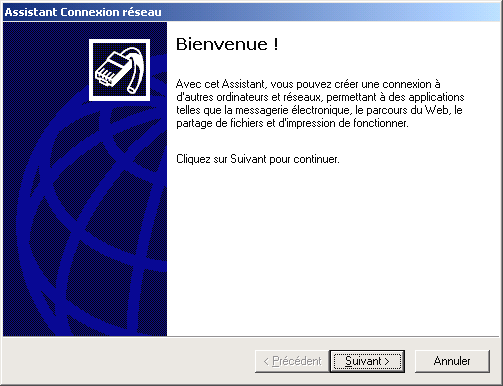 Assistant Connexion réseau
Bienvenue !
Avec cet Assistant, vous pouvez créer une connexion à
d'autres ordinateurs et réseaux, permettant à des applications
telles que la messagerie électronique, le parcours du Web, le
partage de fichiers et d'impression de fonctionner.
Cliquez sur Suivant pour continuer.
< Précédent Suivant > Annuler